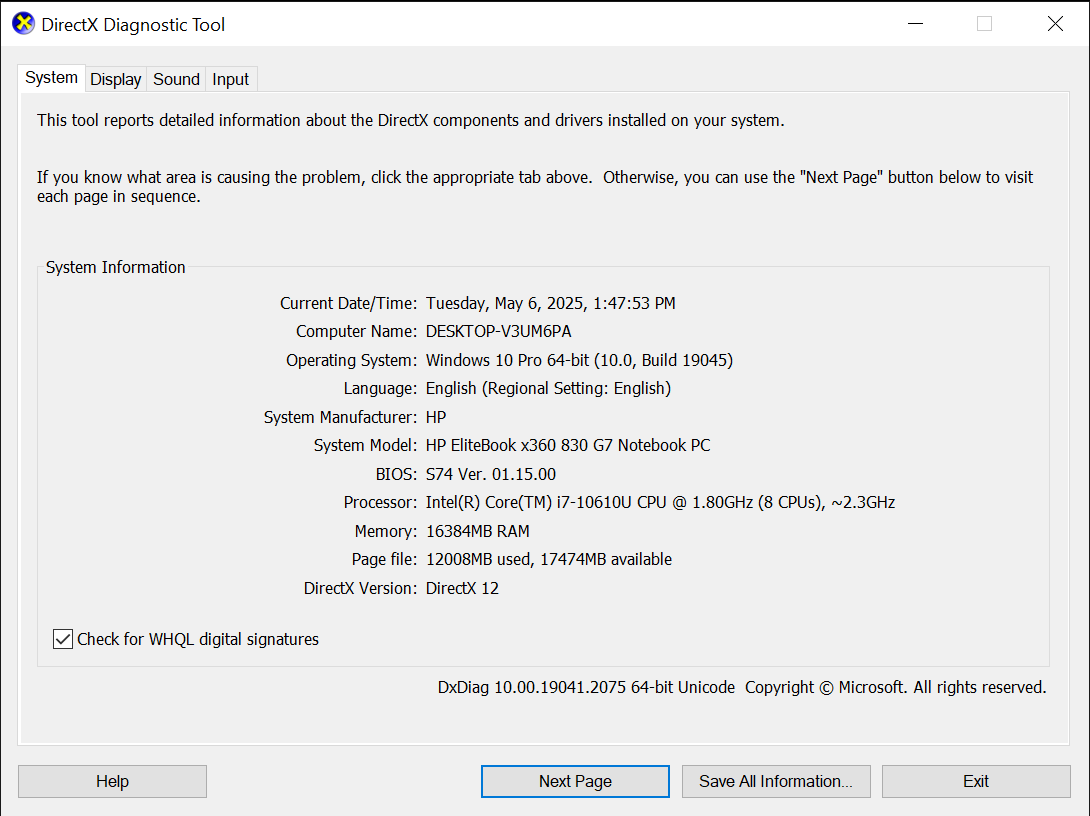 DirectX Diagnostic Tool
System Display Sound Input
This tool reports detailed information about the DirectX components and drivers installed on your system.
If you know what area is causing the problem, click the appropriate tab above.  Otherwise, you can use the "Next Page" button below to visit
each page in sequence.
System Information
Current Date/Time: Tuesday, May 6, 2025, 1:47:53 PM
Computer Name: DESKTOP-V3UM6PA
Operating System: Windows 10 Pro 64-bit (10.0, Build 19045)
Language: English (Regional Setting: English)
System Manufacturer: HP
System Model: HP EliteBook x360 830 G7 Notebook PC
BIOS: S74 Ver. 01.15.00
Processor: Intel(R) Core(TM) i7-10610U CPU @ 1.80GHz (8 CPUs), ~2.3GHz
Memory: 16384MB RAM
Page file: 12008MB used, 17474MB available
DirectX Version: DirectX 12
Check for WHQL digital signatures
DxDiag 10.00.19041.2075 64-bit Unicode  Copyright © Microsoft. All rights reserved.
Help Next Page Save All Information... Exit